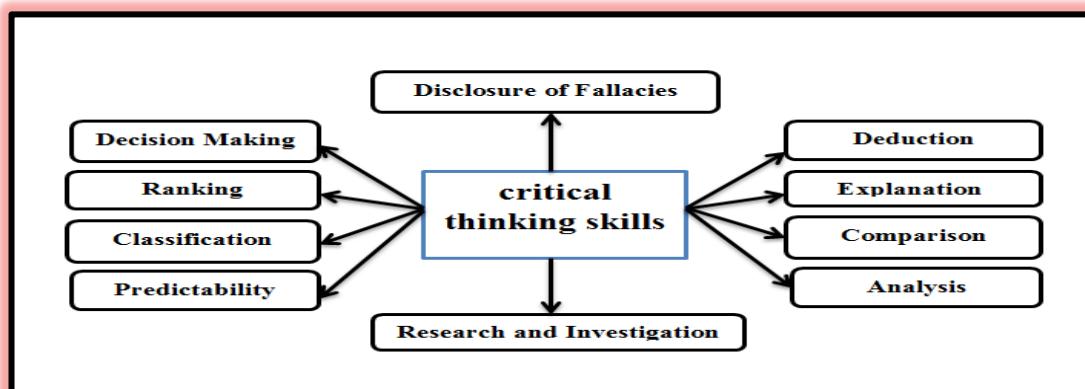 Disclosure of Fallacies
Decision Making
Ranking
Classification
Predictability
critical
thinking skills
Deduction
Explanation
Comparison
Analysis
Research and Investigation